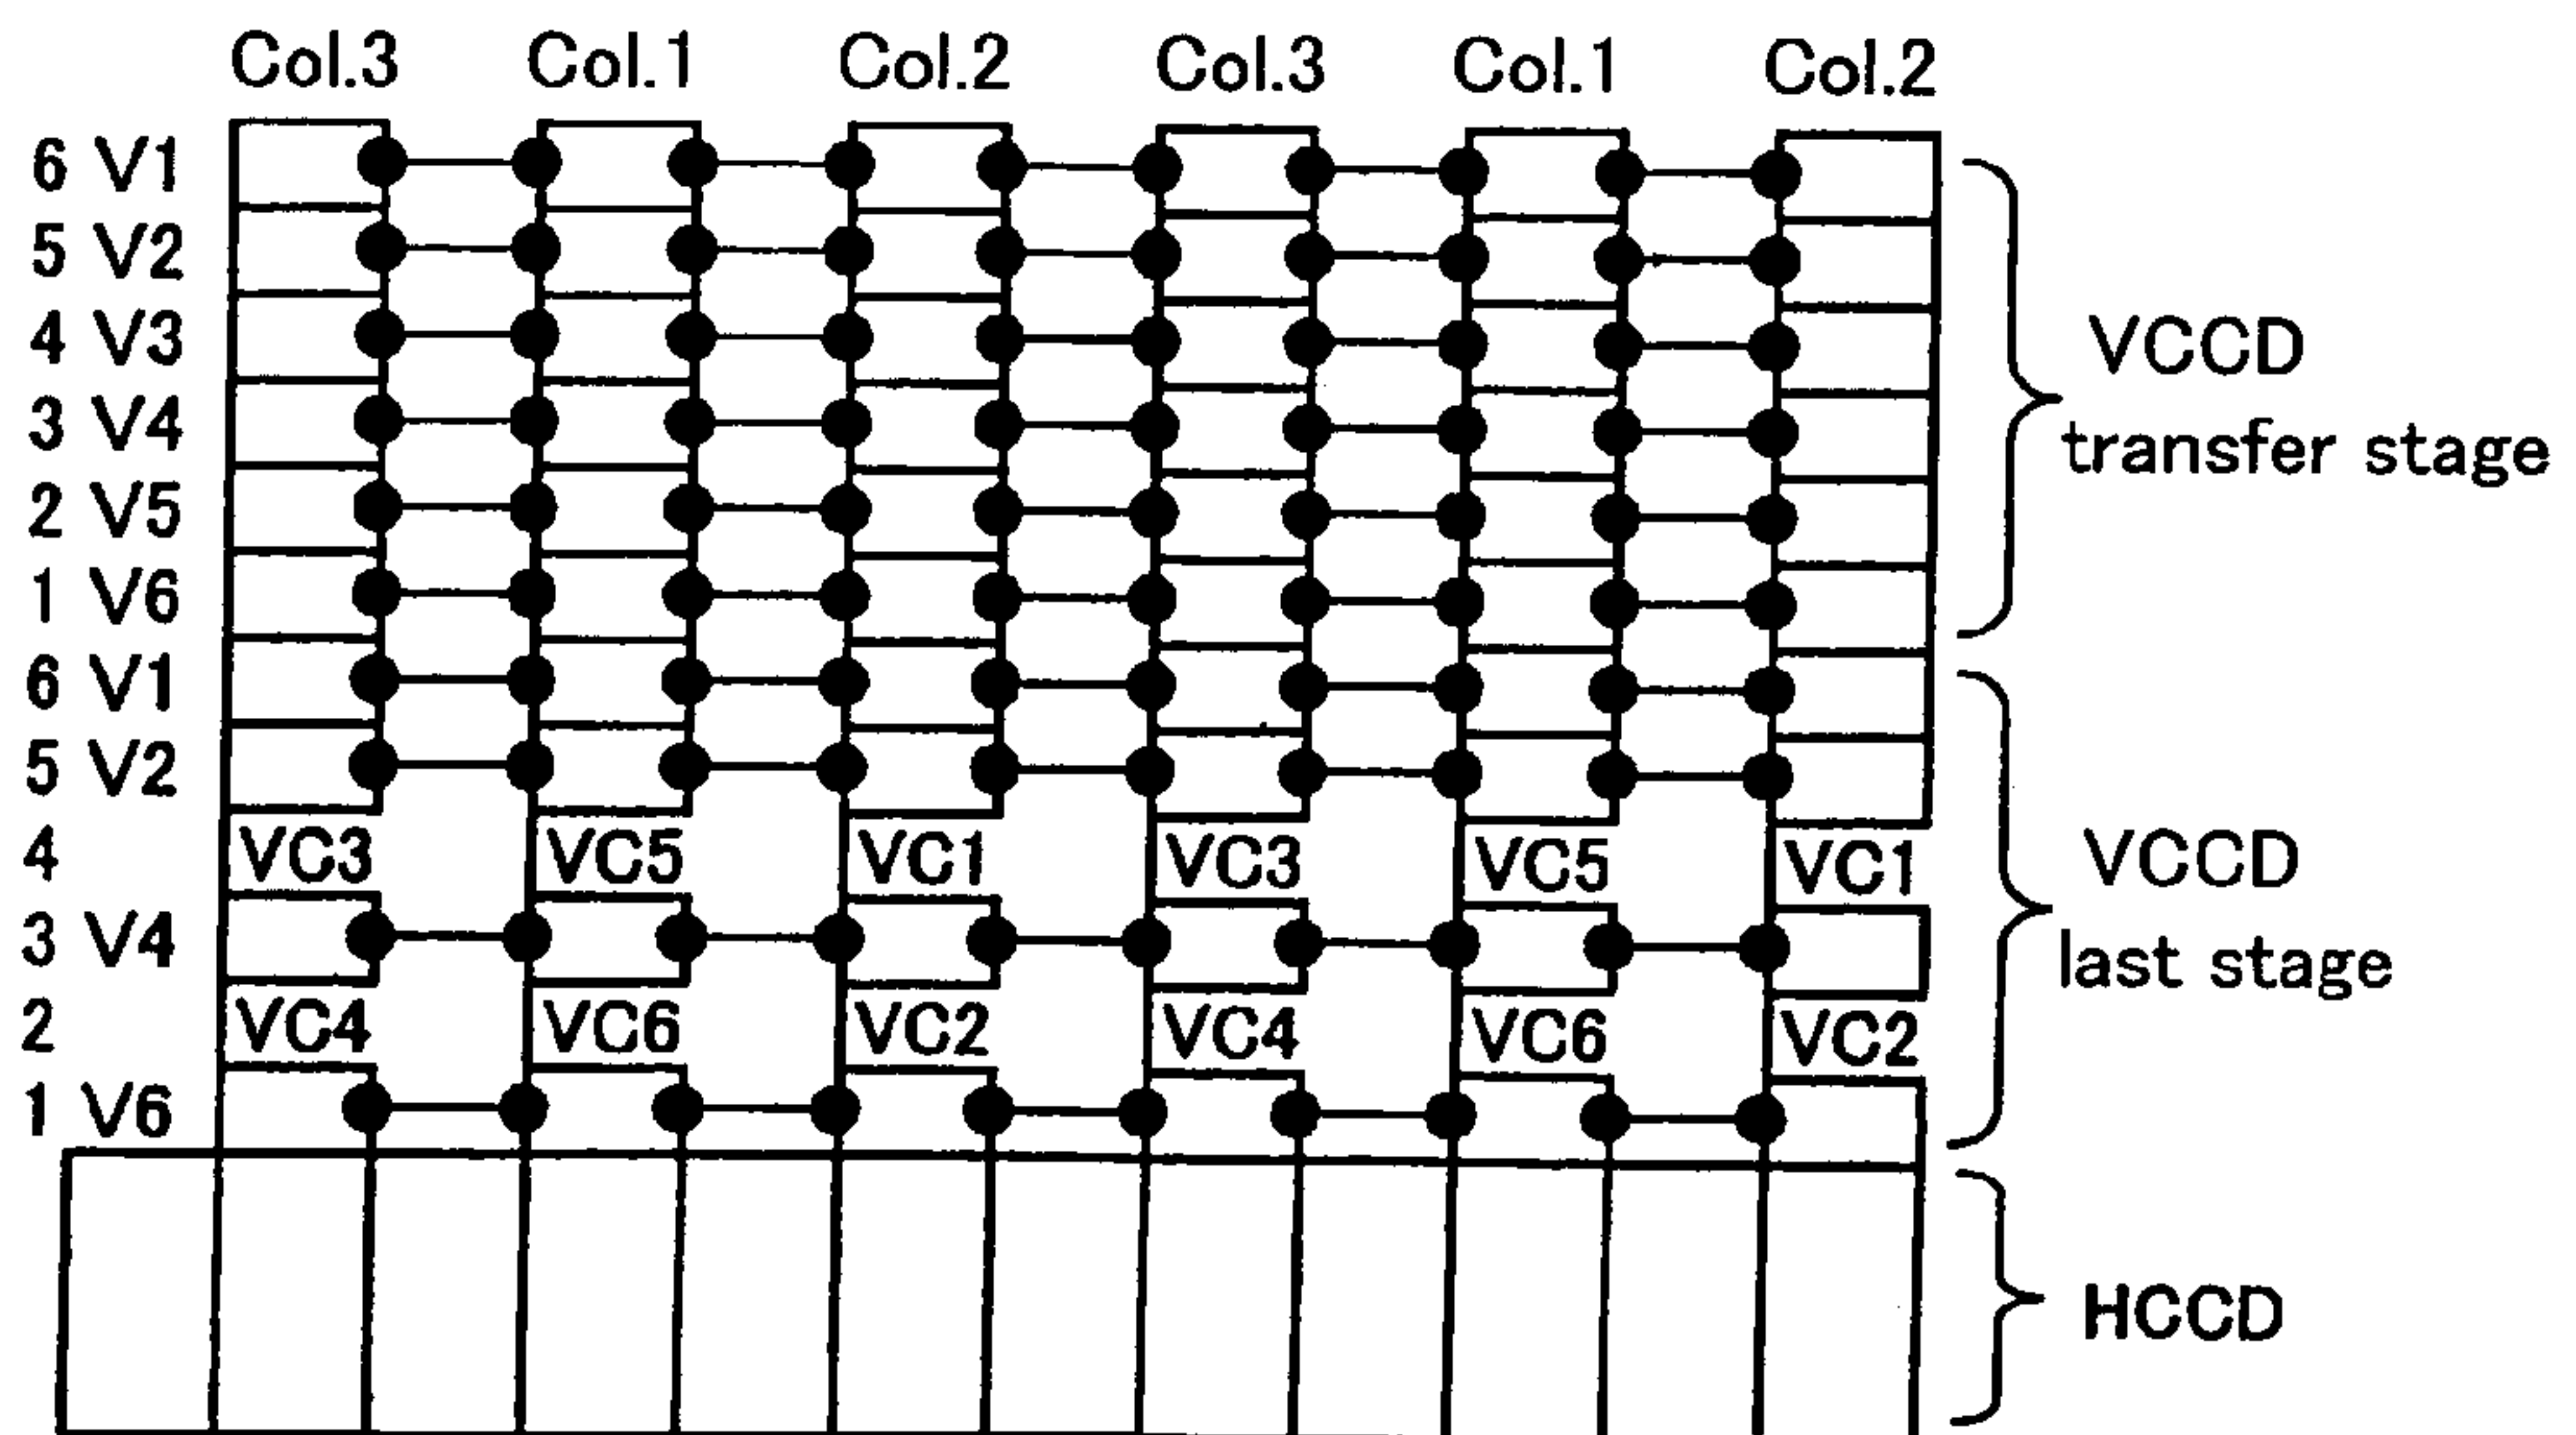 Col.3 Col.1 Col.2 Col.3 Col.1 Col.2
6 V1
5 V2
4 V3
3 V4
2 V5
1 V6
VCCD
transfer stage
6 V1
5 V2
4 VC3 VC5 VC1 VC3 VC5 VC1
3 V4
2 VC4 VC6 VC2 VC4 VC6 VC2
1 V6
VCCD
last stage
HCCD